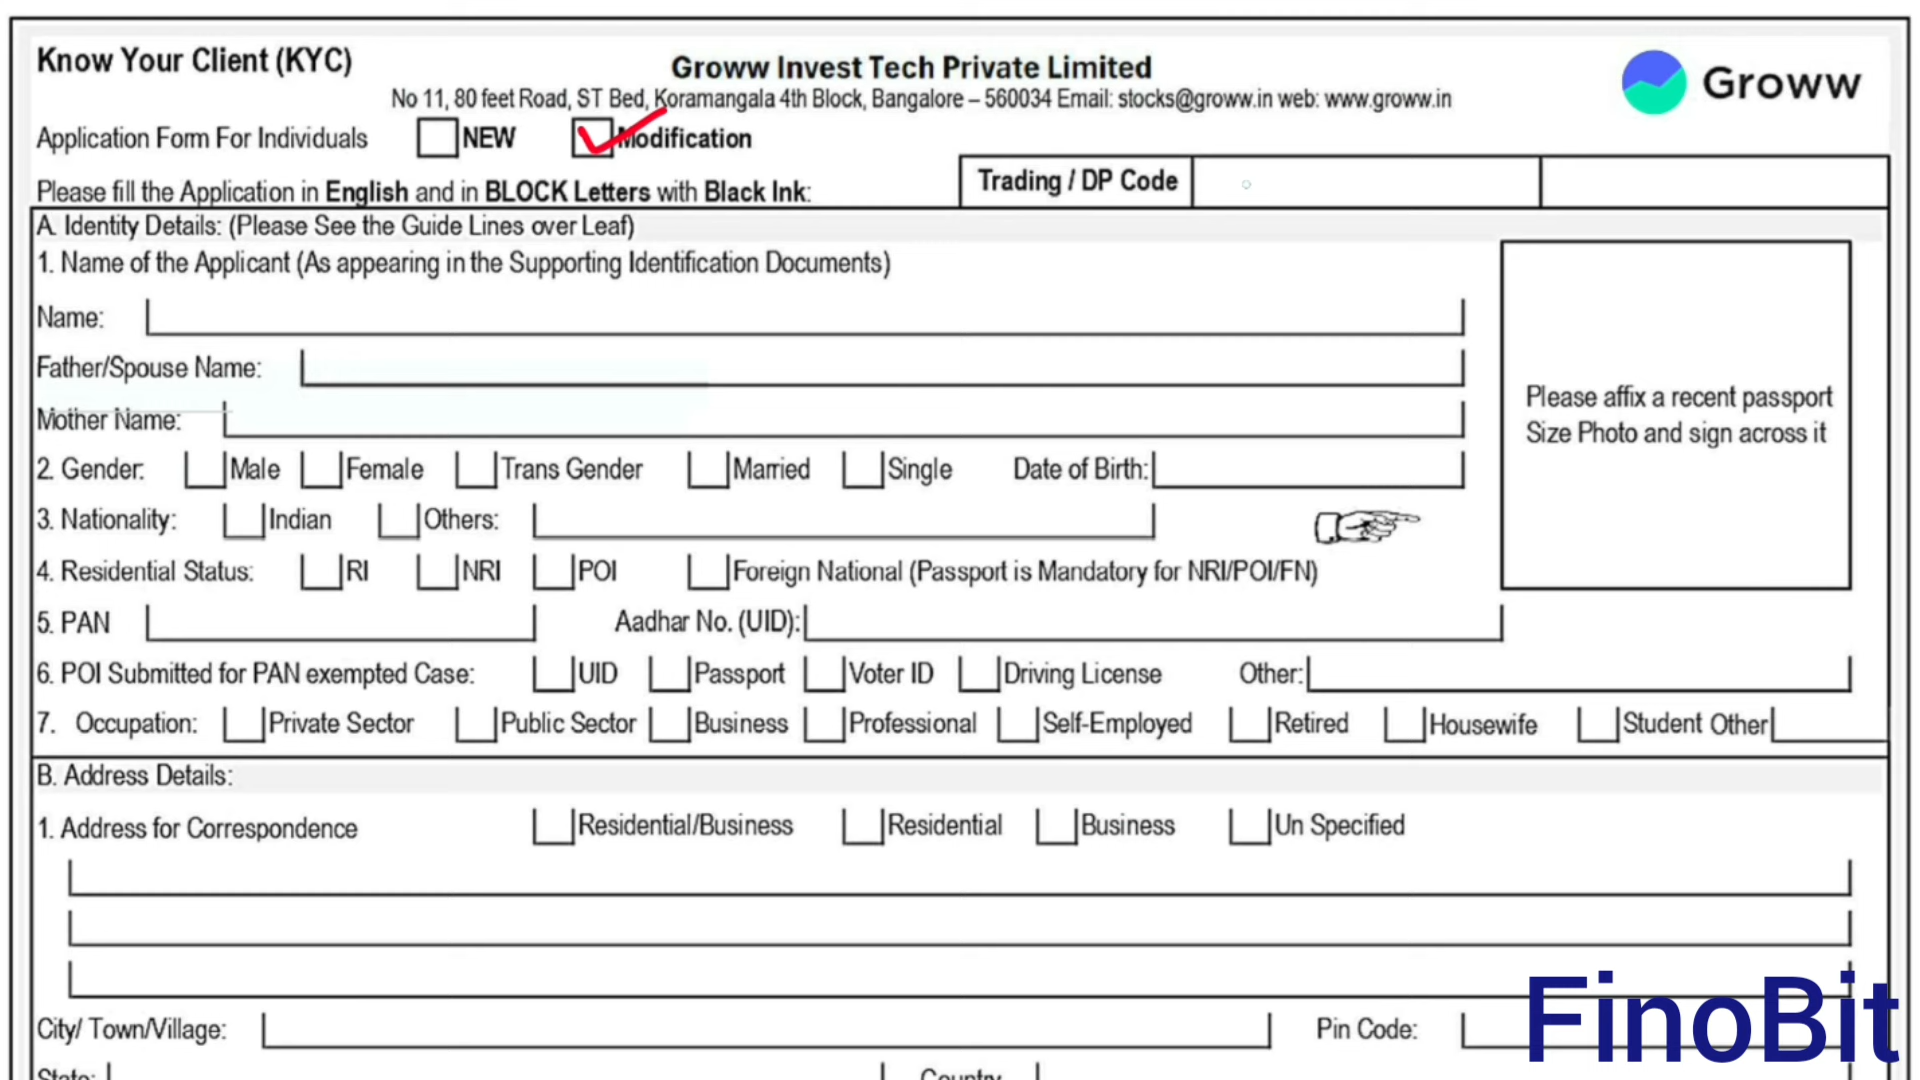 Know Your Client (KYC)
Groww Invest Tech Private Limited
Groww
No 11, 80 feet Road, ST Bed, Koramangala 4th Block, Bangalore – 560034 Email: stocks@groww.in web: www.groww.in
Application Form For Individuals NEW Modification
Please fill the Application in English and in BLOCK Letters with Black Ink:
Trading / DP Code
A. Identity Details: (Please See the Guide Lines over Leaf)
1. Name of the Applicant (As appearing in the Supporting Identification Documents)
Name:
Father/Spouse Name:
Mother Name:
Please affix a recent passport
Size Photo and sign across it
2. Gender: Male Female Trans Gender Married Single Date of Birth:
3. Nationality: Indian Others:
4. Residential Status: RI NRI POI Foreign National (Passport is Mandatory for NRI/POI/FN)
5. PAN Aadhar No. (UID):
6. POI Submitted for PAN exempted Case: UID Passport Voter ID Driving License Other:
7. Occupation: Private Sector Public Sector Business Professional Self-Employed Retired Housewife Student Other
B. Address Details:
1. Address for Correspondence Residential/Business Residential Business Un Specified
City/ Town/Village: Pin Code:
FinoBit
State: Country